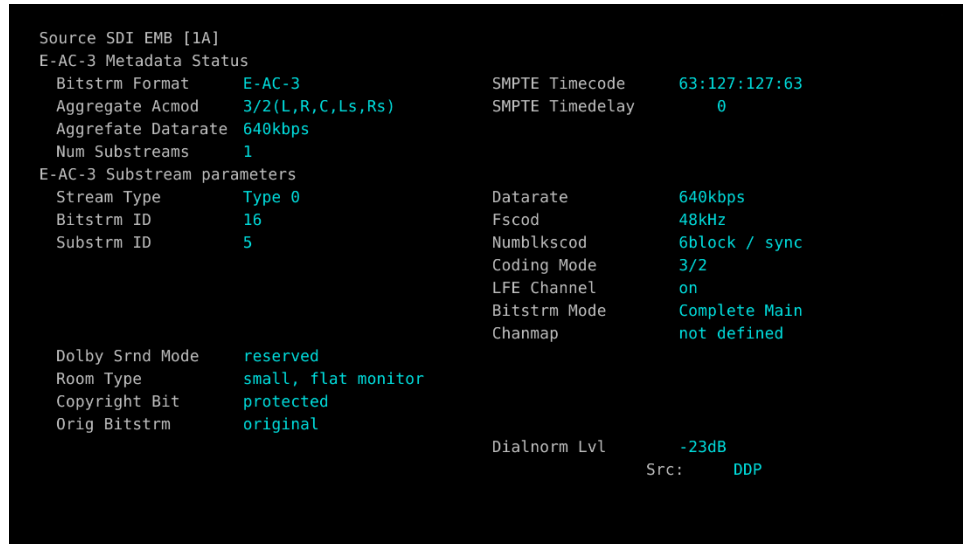 Source SDI EMB [1A]
E-AC-3 Metadata Status
Bitstrm Format E-AC-3 SMPTE Timecode 63:127:127:63
Aggregate Acmod 3/2(L,R,C,Ls,Rs) SMPTE Timedelay 0
Aggrefate Datarate 640kbps
Num Substreams 1
E-AC-3 Substream parameters
Stream Type Type 0 Datarate 640kbps
Bitstrm ID 16 Fscod 48kHz
Substrm ID 5 Numblkscod 6block / sync
Coding Mode 3/2
LFE Channel on
Bitstrm Mode Complete Main
Chanmap not defined
Dolby Srnd Mode reserved
Room Type small, flat monitor
Copyright Bit protected
Orig Bitstrm original
Dialnorm Lvl -23dB
Src: DDP